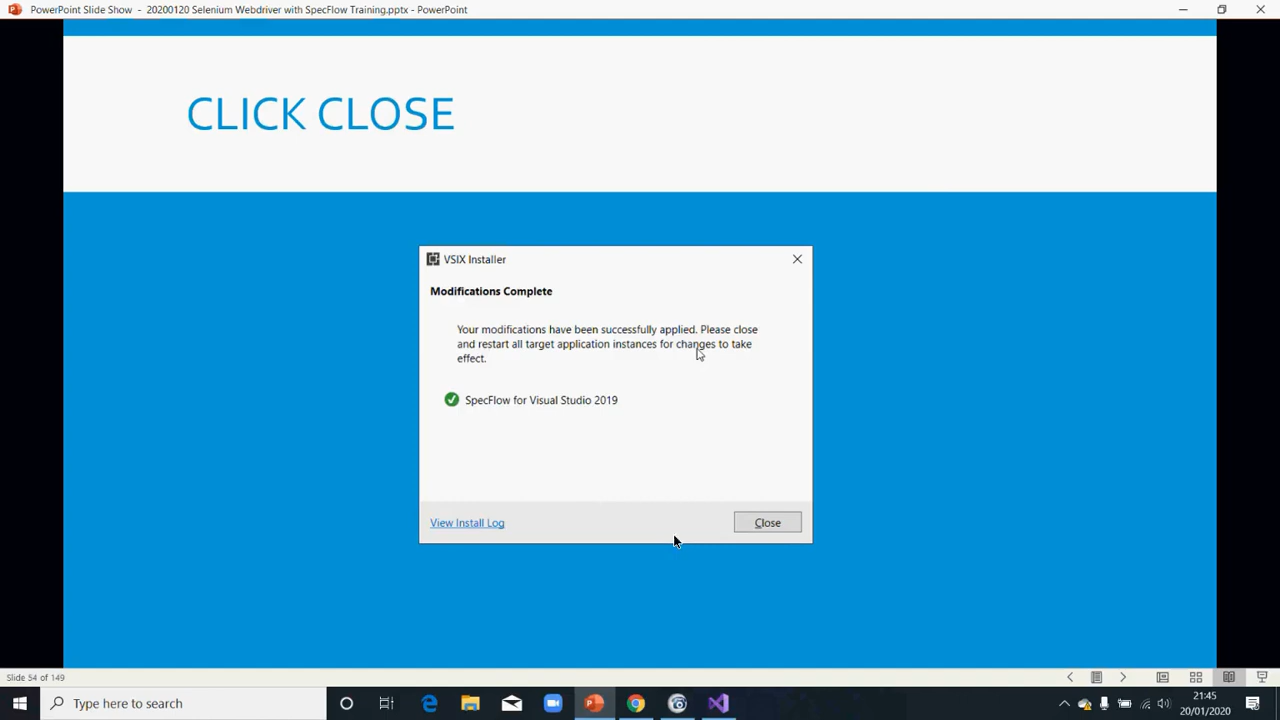 PowerPoint Slide Show - 20200120 Selenium Webdriver with SpecFlow Training.pptx - PowerPoint
CLICK CLOSE
VSIX Installer
Modifications Complete
Your modifications have been successfully applied. Please close
and restart all target application instances for changes to take
effect.
SpecFlow for Visual Studio 2019
View Install Log
Close
Slide 54 of 149
Type here to search
21:45
20/01/2020